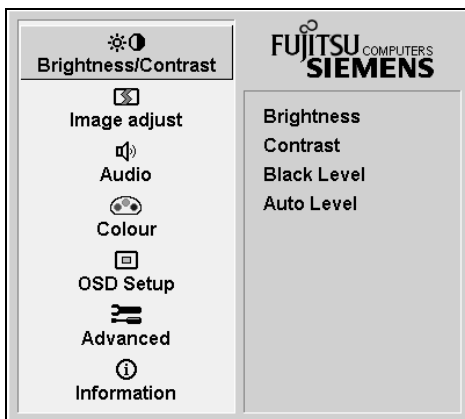 Brightness/Contrast
Image adjust
Audio
Colour
OSD Setup
Advanced
Information
FUJITSU COMPUTERS
SIEMENS
Brightness
Contrast
Black Level
Auto Level